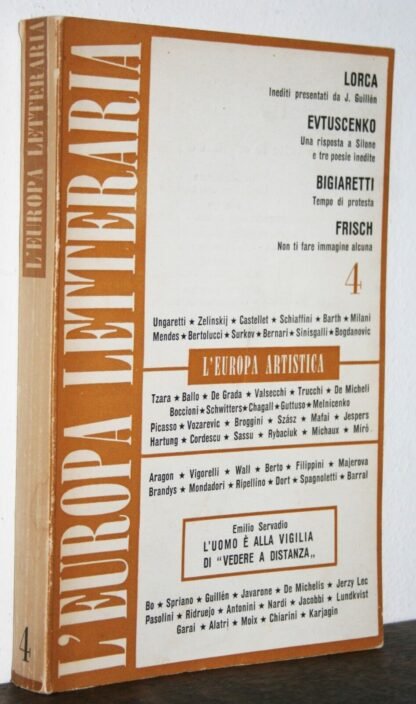 L'EUROPA LETTERARIA
4
L'EUROPA LETTERARIA
LORCA
Inediti presentati da J. Guillén
EVTUSCENKO
Una risposta a Silone
e tre poesie inedite
BIGIARETTI
Tempo di protesta
FRISCH
Non ti fare immagine alcuna
4
Ungaretti ★ Zelinskij ★ Castellet ★ Schiaffini ★ Barth ★ Milani
Mendes ★ Bertolucci ★ Surkov ★ Bernari ★ Sinisgalli ★ Bogdanovic
L'EUROPA ARTISTICA
Tzara ★ Ballo ★ De Grada ★ Valsecchi ★ Trucchi ★ De Micheli
Boccioni ★ Schwitters ★ Chagall ★ Guttuso ★ Melnicenko
Picasso ★ Vozarevic ★ Broggini ★ Szász ★ Mafai ★ Jespers
Hartung ★ Cordescu ★ Sassu ★ Rybaciuk ★ Michaux ★ Miró
Aragon ★ Vigorelli ★ Wall ★ Berto ★ Filippini ★ Majerova
Brandys ★ Mondadori ★ Ripellino ★ Dort ★ Spagnoletti ★ Barral
Emilio Servadio
L'UOMO È ALLA VIGILIA
DI "VEDERE A DISTANZA„
Bo ★ Spriano ★ Guillén ★ Javarone ★ De Michelis ★ Jerzy Lec
Pasolini ★ Ridruejo ★ Antonini ★ Nardi ★ Jacobbi ★ Lundkvist
Garai ★ Alatri ★ Moix ★ Chiarini ★ Karjagin